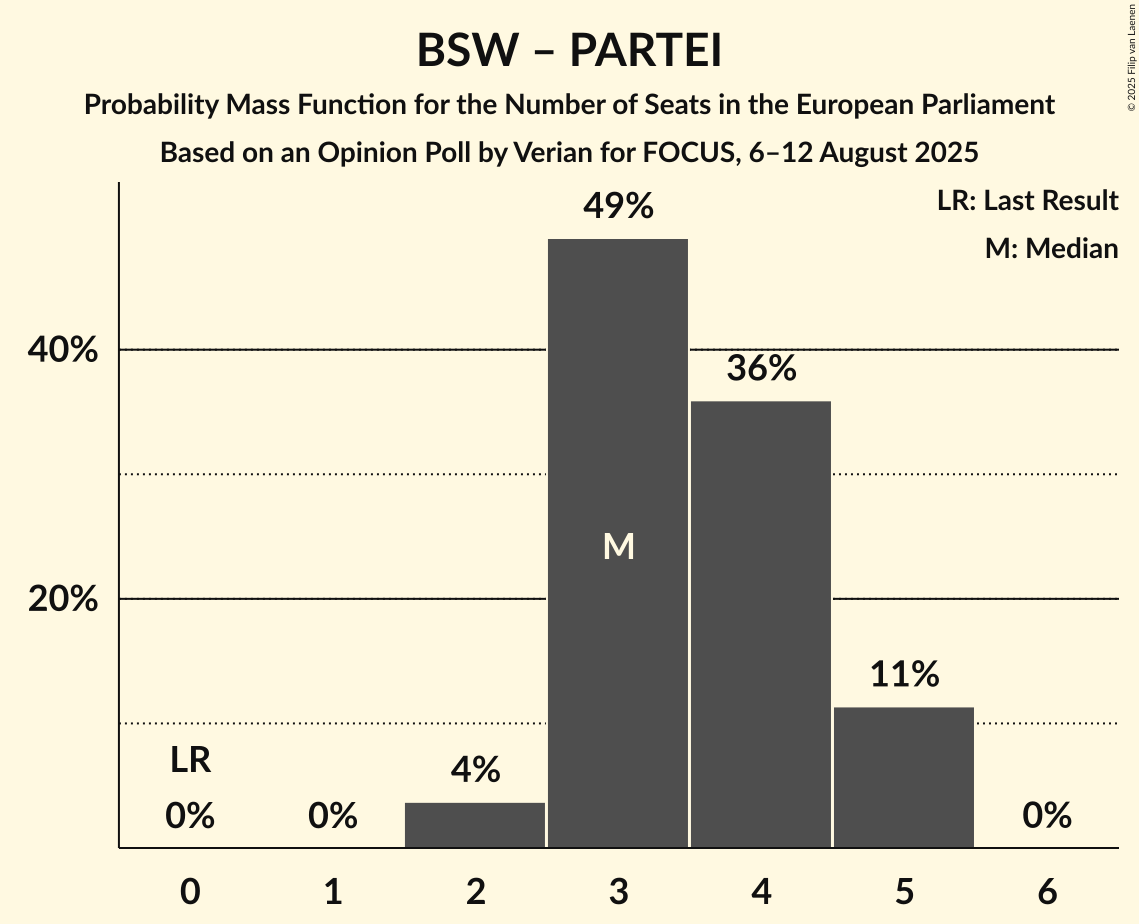 BSW – PARTEI
Probability Mass Function for the Number of Seats in the European Parliament
Based on an Opinion Poll by Verian for FOCUS, 6–12 August 2025
© 2025 Filip van Laenen
LR: Last Result
M: Median
49%
40%
36%
M
20%
11%
LR
4%
0%
0%
0%
0 1 2 3 4 5 6